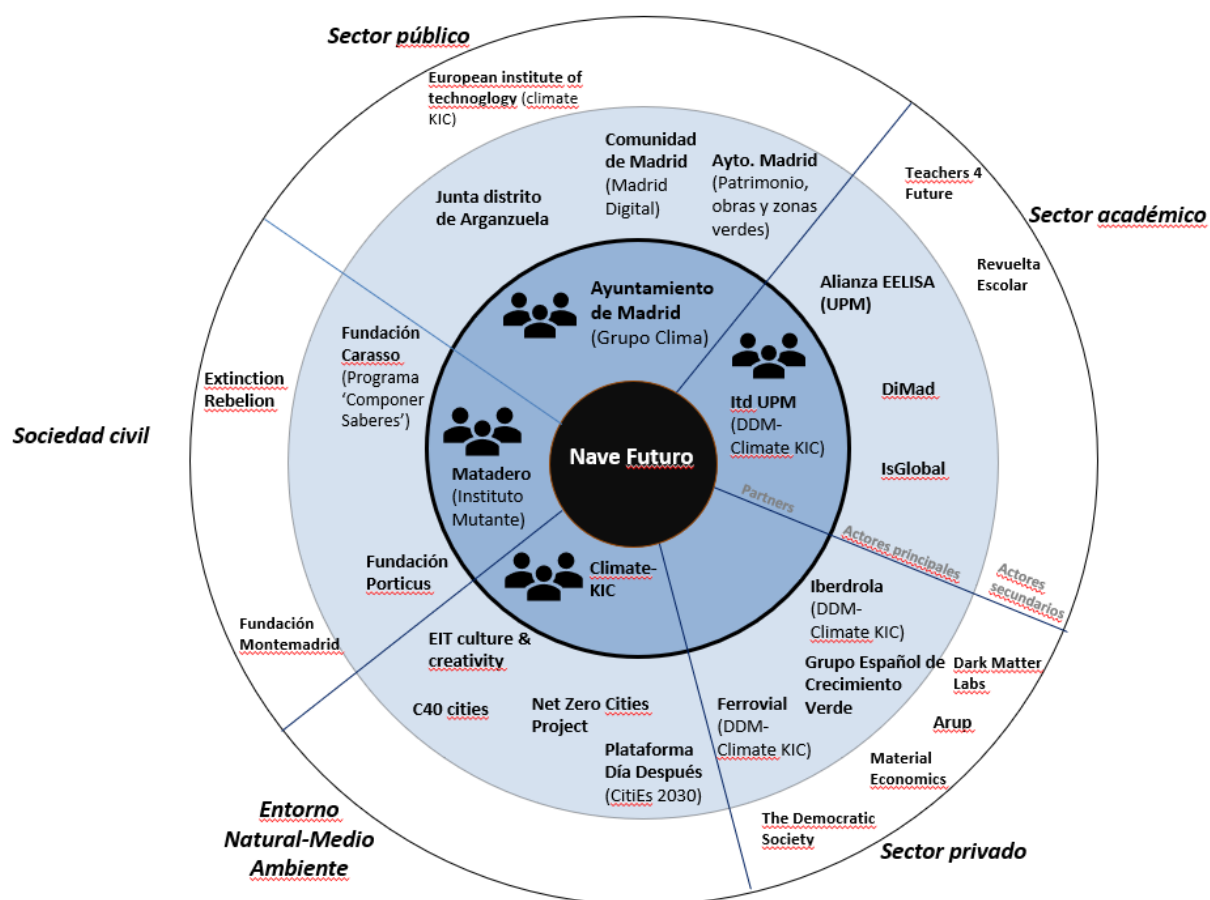 Sector público
European institute of
technoglogy (climate
KIC)
Comunidad
de Madrid
(Madrid
Digital)
Ayto. Madrid
(Patrimonio,
obras y zonas
verdes)
Junta distrito
de Arganzuela
Teachers 4
Future
Sector académico
Revuelta
Escolar
Alianza EELISA
(UPM)
Ayuntamiento
de Madrid
(Grupo Clima)
Fundación
Carasso
(Programa
‘Componer
Saberes’)
Extinction
Rebelion
Sociedad civil
Itd UPM
(DDM-
Climate KIC)
DiMad
IsGlobal
Nave Futuro
Matadero
(Instituto
Mutante)
Partners
Actores principales
Actores
secundarios
Fundación
Porticus
Climate-
KIC
Iberdrola
(DDM-
Climate KIC)
Fundación
Montemadrid
EIT culture &
creativity
Grupo Español de
Crecimiento
Verde
Dark Matter
Labs
C40 cities
Net Zero Cities
Project
Ferrovial
(DDM-
Climate KIC)
Arup
Plataforma
Día Después
(CitiEs 2030)
Material
Economics
The Democratic
Society
Entorno
Natural-Medio
Ambiente
Sector privado